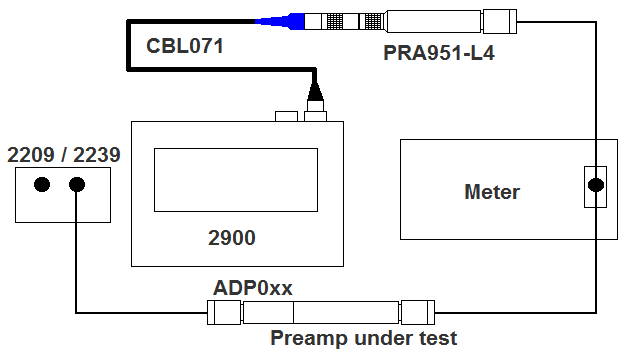 CBL071
PRA951-L4
2209 / 2239
Meter
2900
ADP0xx
Preamp under test